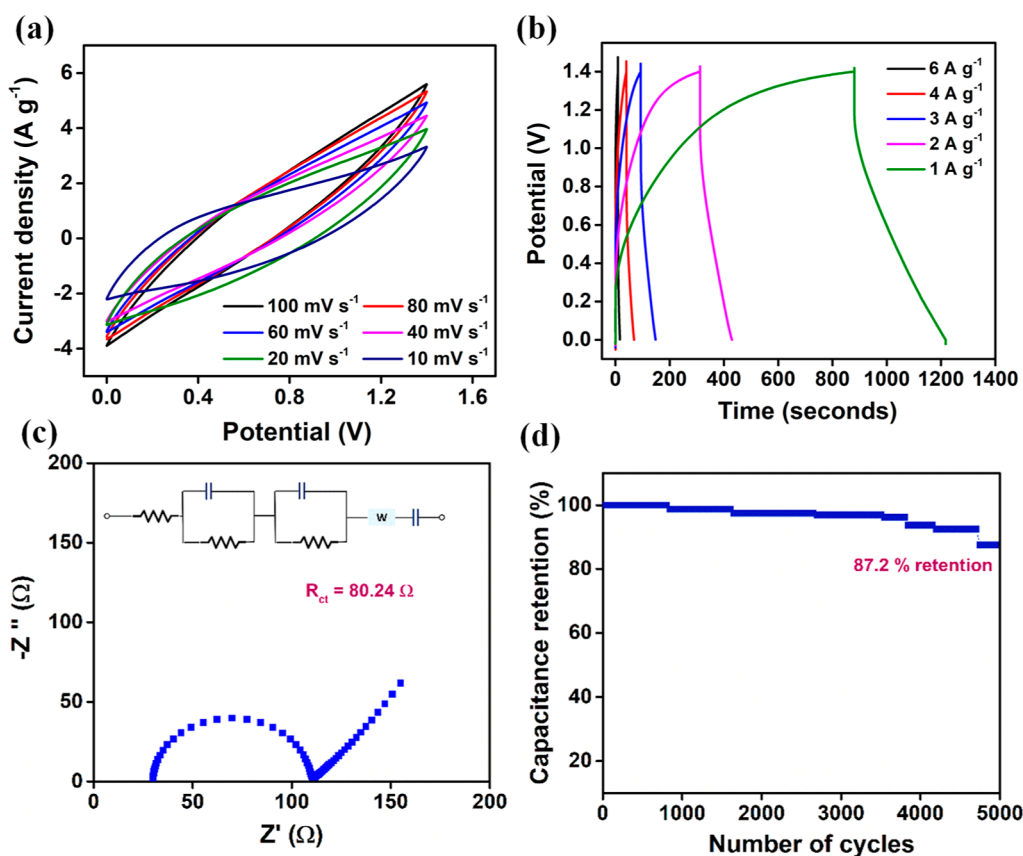 (a)
Current density (A g⁻¹)
6
4
2
0
-2
-4
100 mV s⁻¹
80 mV s⁻¹
60 mV s⁻¹
40 mV s⁻¹
20 mV s⁻¹
10 mV s⁻¹
0.0
0.4
0.8
1.2
1.6
Potential (V)
(b)
Potential (V)
1.4
1.2
1.0
0.8
0.6
0.4
0.2
0.0
6 A g⁻¹
4 A g⁻¹
3 A g⁻¹
2 A g⁻¹
1 A g⁻¹
0
200
400
600
800
1000
1200
1400
Time (seconds)
(c)
-Z " (Ω)
200
150
100
50
0
W
Rct = 80.24 Ω
0
50
100
150
200
Z' (Ω)
(d)
Capacitance retention (%)
100
80
60
40
20
87.2 % retention
0
1000
2000
3000
4000
5000
Number of cycles